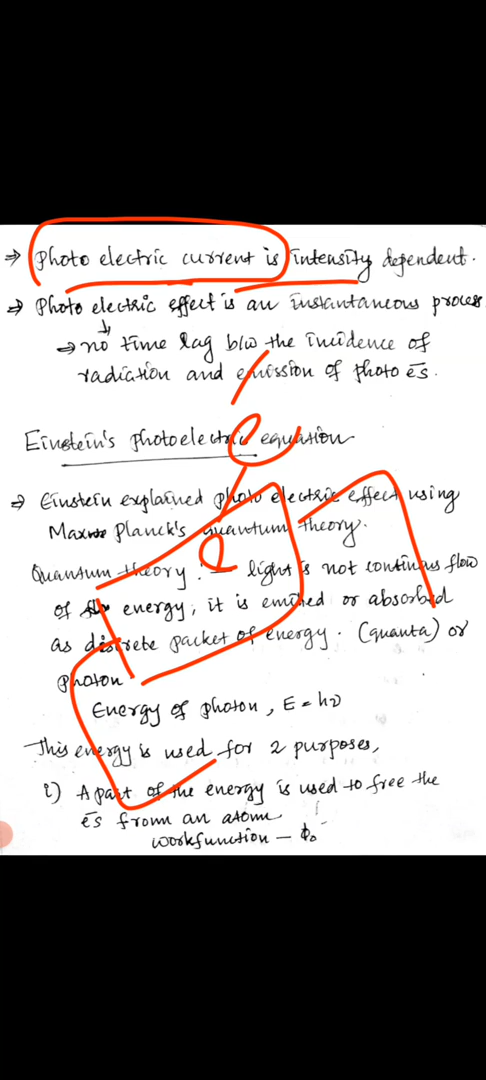 ⇒ Photo electric current is intensity dependent.
⇒ Photo electric effect is an instantaneous process
⇒ no time lag b/w the incidence of
radiation and emission of photo ēs.
Einstein's photoelectric equation
⇒ Einstein explained photo electric effect using
Max Planck's quantum theory.
Quantum theory :- light is not continous flow
of energy; it is emitted or absorbed
as discrete packet of energy. (quanta) or
photon
Energy of photon, E = hν
This energy is used for 2 purposes,
i) A part of the energy is used to free the
ēs from an atom
workfunction - ϕ₀